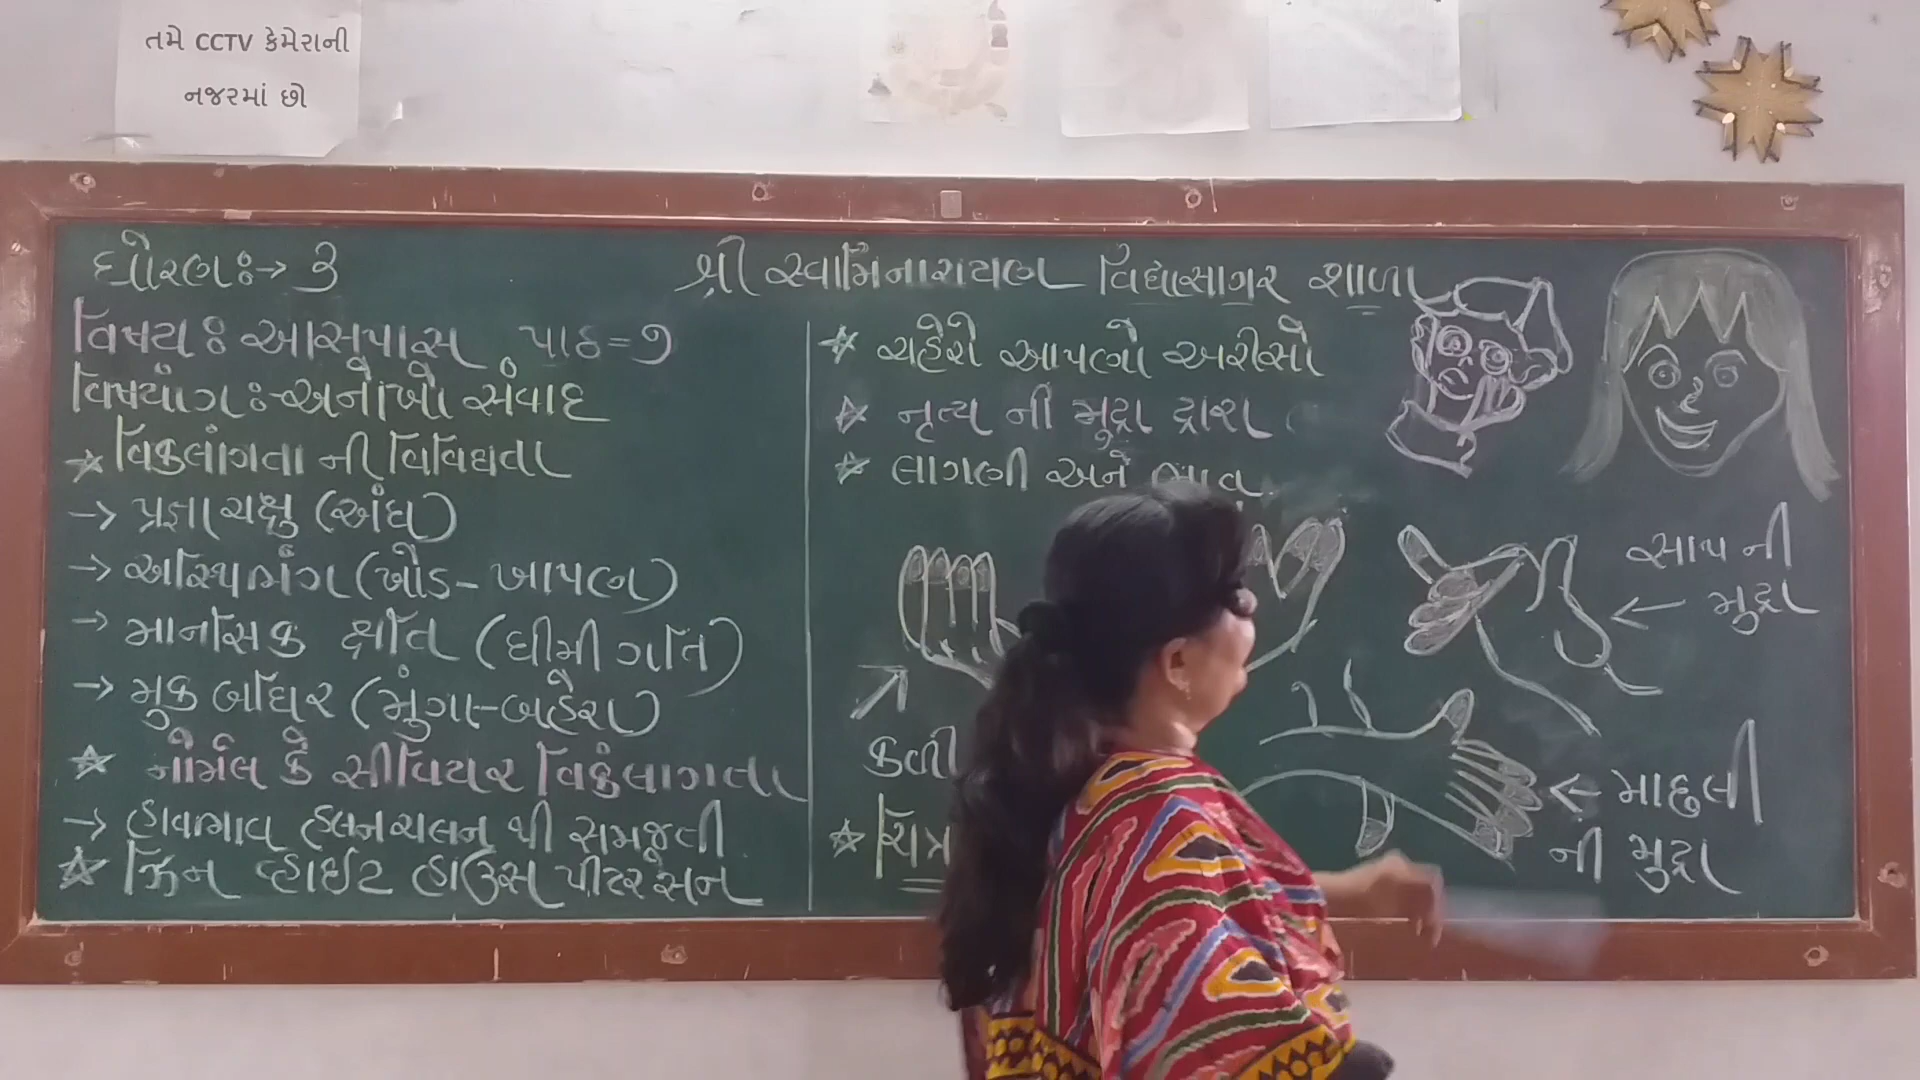 તમે CCTV કેમેરાની
નજરમાં છો
ધોરણઃ→ ૩
શ્રી સ્વામિનારાયણ વિદ્યાસાગર શાળા
વિષયઃ આસપાસ પાઠ=૭
વિષયાંગઃ-અનોખો સંવાદ
☆ વિકલાંગતા ની વિવિધતા
→ પ્રજ્ઞાચક્ષુ (અંધ)
→ અસ્થિભંગ (ખોડ-ખાપણ)
→ માનસિક ક્ષતિ (ધીમી ગતિ)
→ મુક બધિર (મુંગા-બહેરા)
☆ નોર્મલ કે સીવિયર વિકલાંગતા
→ હાવભાવ હલનચલન થી સમજૂતી
☆ ઝિન વ્હાઈટ હાઉસ પીટરસન
☆ ચહેરો આપણો અરીસો
☆ નૃત્ય ની મુદ્રા દ્રારા
☆ લાગણી અને ભાવ
સાપ ની
← મુદ્રા
કળી
← માછલી
ની મુદ્રા
☆ ચિત્ર